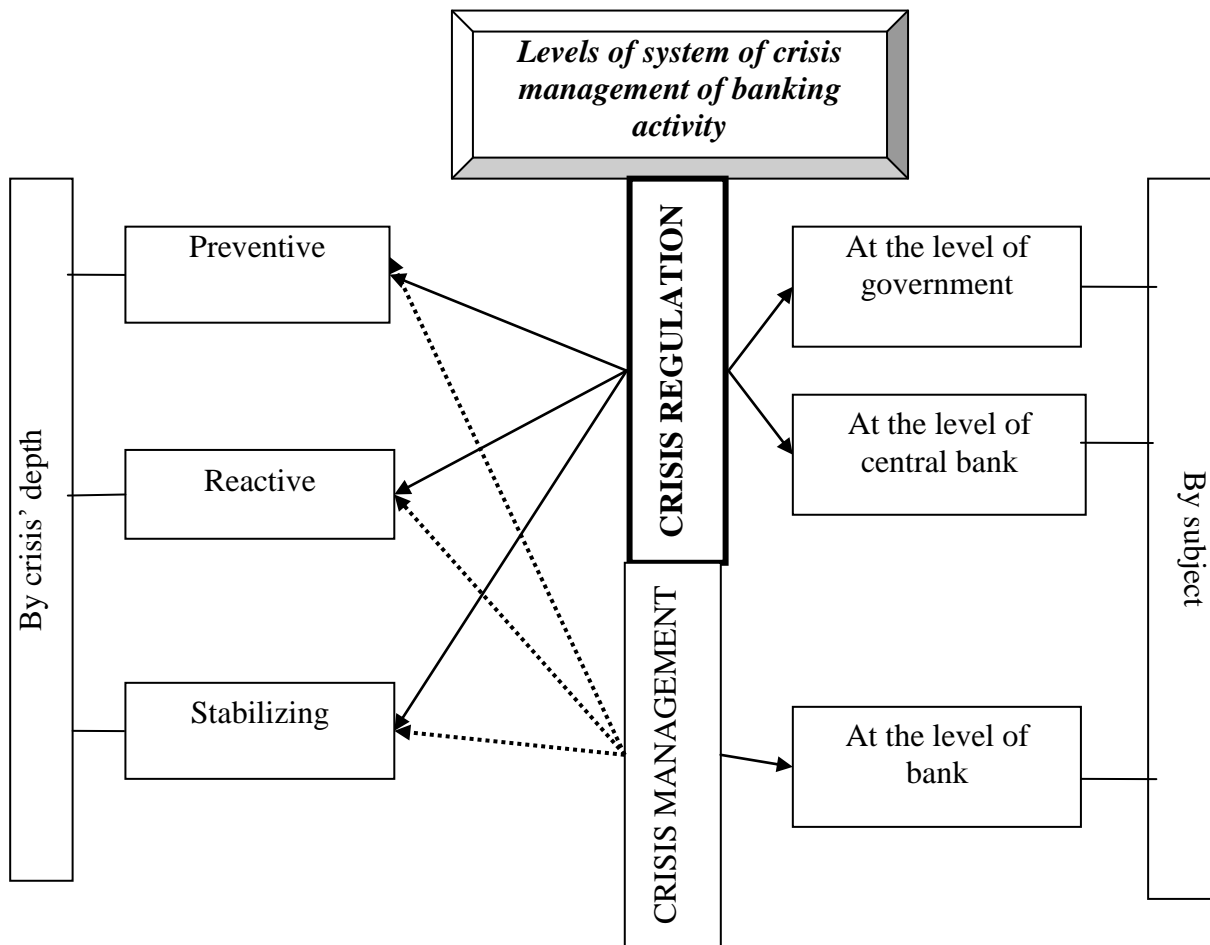 Levels of system of crisis
management of banking
activity
By crisis’ depth
Preventive
Reactive
Stabilizing
CRISIS REGULATION
CRISIS MANAGEMENT
At the level of
government
At the level of
central bank
At the level of
bank
By subject